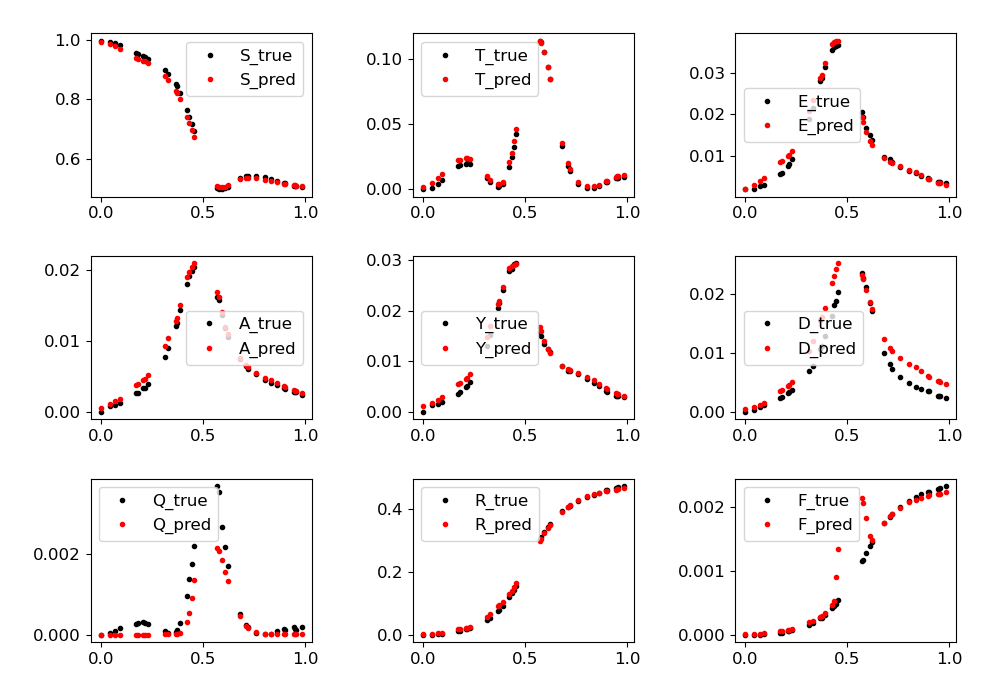 1.0
0.8
0.6
S_true
S_pred
0.0 0.5 1.0
0.10
0.05
0.00
T_true
T_pred
0.0 0.5 1.0
0.03
0.02
0.01
E_true
E_pred
0.0 0.5 1.0
0.02
0.01
0.00
A_true
A_pred
0.0 0.5 1.0
0.03
0.02
0.01
0.00
Y_true
Y_pred
0.0 0.5 1.0
0.02
0.01
0.00
D_true
D_pred
0.0 0.5 1.0
0.002
0.000
Q_true
Q_pred
0.0 0.5 1.0
0.4
0.2
0.0
R_true
R_pred
0.0 0.5 1.0
0.002
0.001
0.000
F_true
F_pred
0.0 0.5 1.0